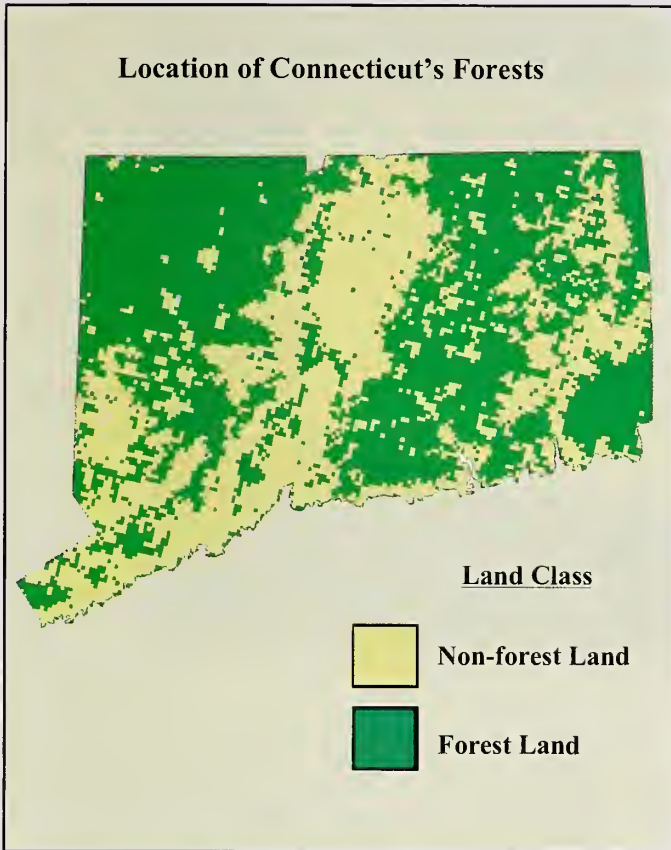 Location of Connecticut's Forests
Land Class
Non-forest Land
Forest Land